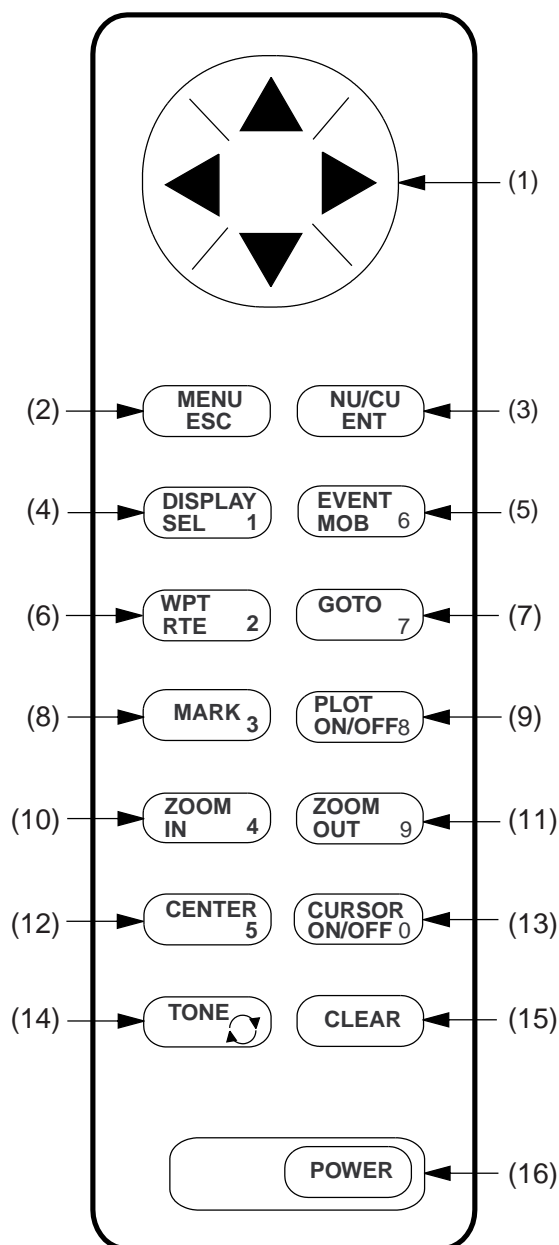 (1)
(2) MENU NU/CU (3)
ESC ENT
(4) DISPLAY EVENT (5)
SEL 1 MOB 6
(6) WPT GOTO (7)
RTE 2 7
(8) MARK 3 PLOT (9)
ON/OFF 8
(10) ZOOM ZOOM (11)
IN 4 OUT 9
(12) CENTER CURSOR (13)
5 ON/OFF 0
(14) TONE CLEAR (15)
POWER (16)